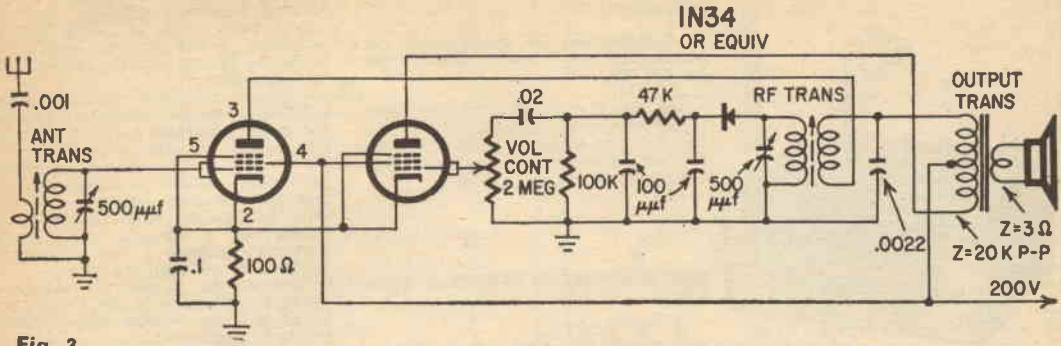 IN34
OR EQUIV
.001
ANT
TRANS
500μμf
5
3
4
2
.1
100Ω
.02
VOL
CONT
2 MEG
100K
47K
100
μμf
500
μμf
RF TRANS
OUTPUT
TRANS
.0022
Z=3Ω
Z=20K P-P
200V
Fig. 2